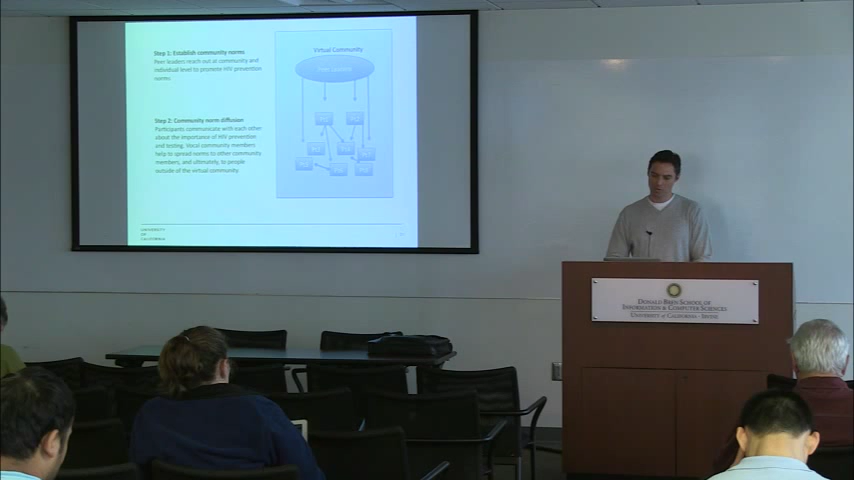 Step 1: Establish community norms
Peer leaders reach out at community and
individual level to promote HIV prevention
norms
Step 2: Community norm diffusion
Participants communicate with each other
about the importance of HIV prevention
and testing. Vocal community members
help to spread norms to other community
members, and ultimately, to people
outside of the virtual community
Virtual Community
Peer Leaders
UNIVERSITY
OF
CALIFORNIA
DONALD BREN SCHOOL OF
INFORMATION & COMPUTER SCIENCES
UNIVERSITY of CALIFORNIA · IRVINE